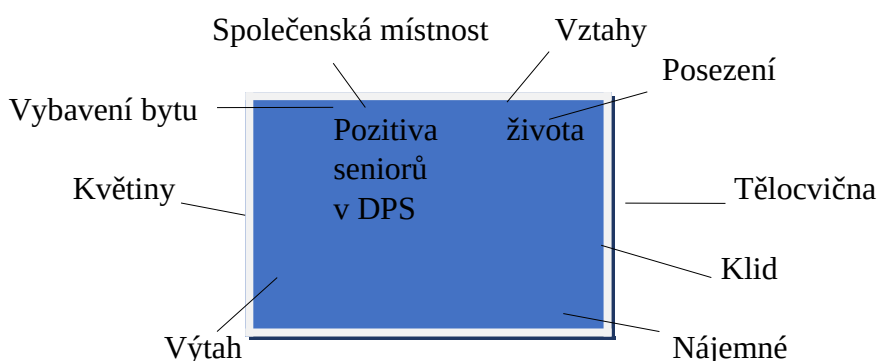 Společenská místnost
Vztahy
Posezení
Vybavení bytu
Pozitiva života
seniorů
v DPS
Květiny
Tělocvična
Klid
Výtah
Nájemné